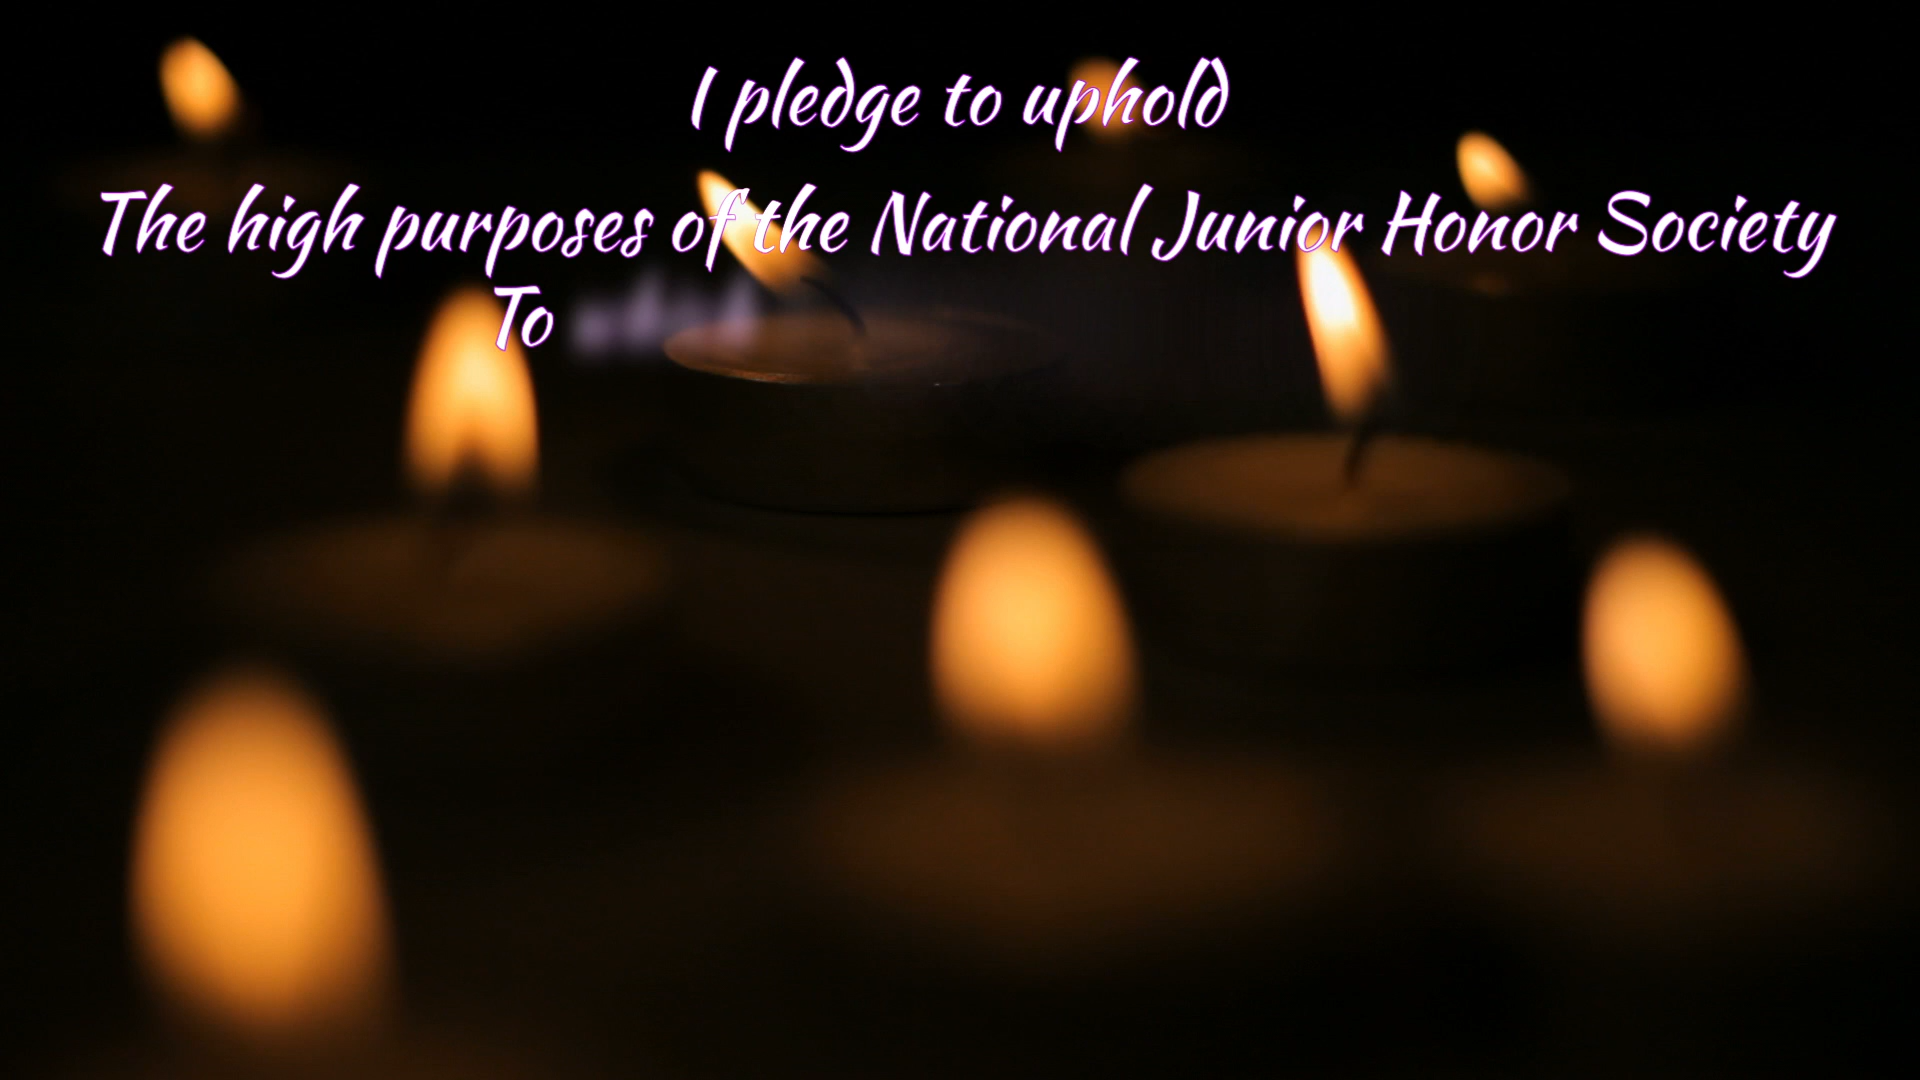 I pledge to uphold
The high purposes of the National Junior Honor Society
To